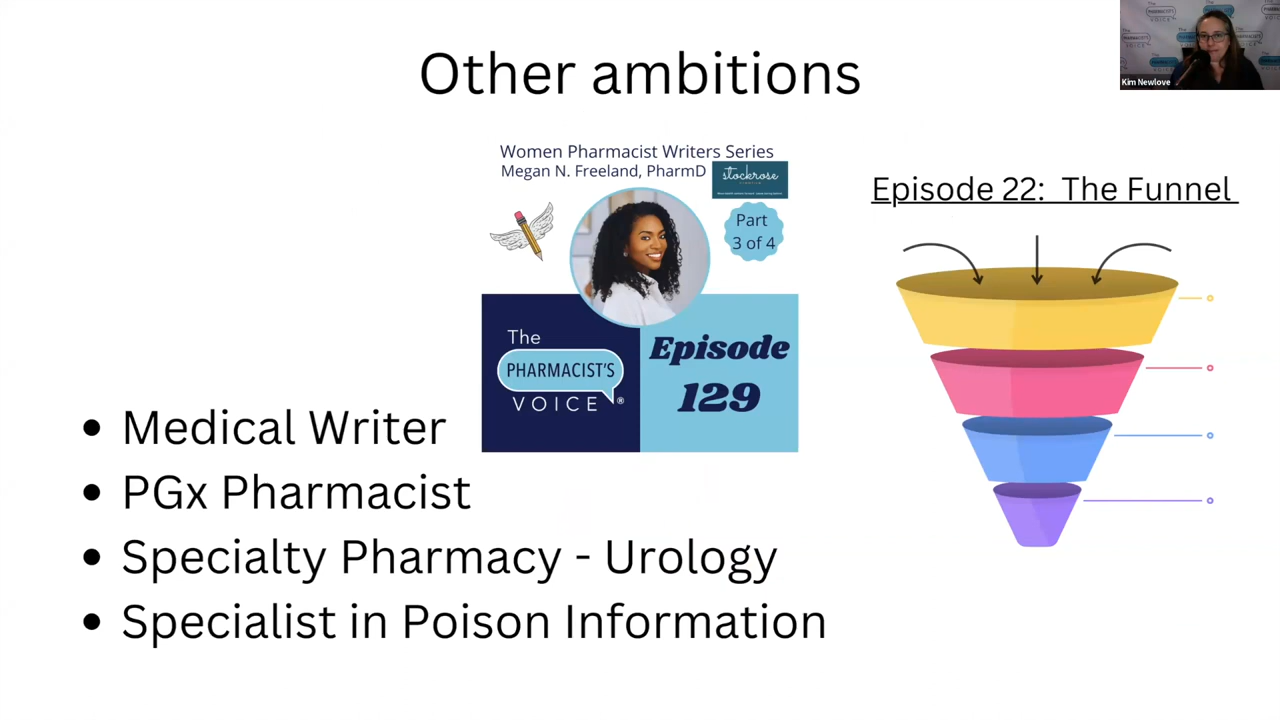 Other ambitions
Kim Newlove
Women Pharmacist Writers Series
Megan N. Freeland, PharmD
stockrose
Part
3 of 4
The
PHARMACIST'S
VOICE®
Episode
129
Episode 22: The Funnel
• Medical Writer
• PGx Pharmacist
• Specialty Pharmacy - Urology
• Specialist in Poison Information